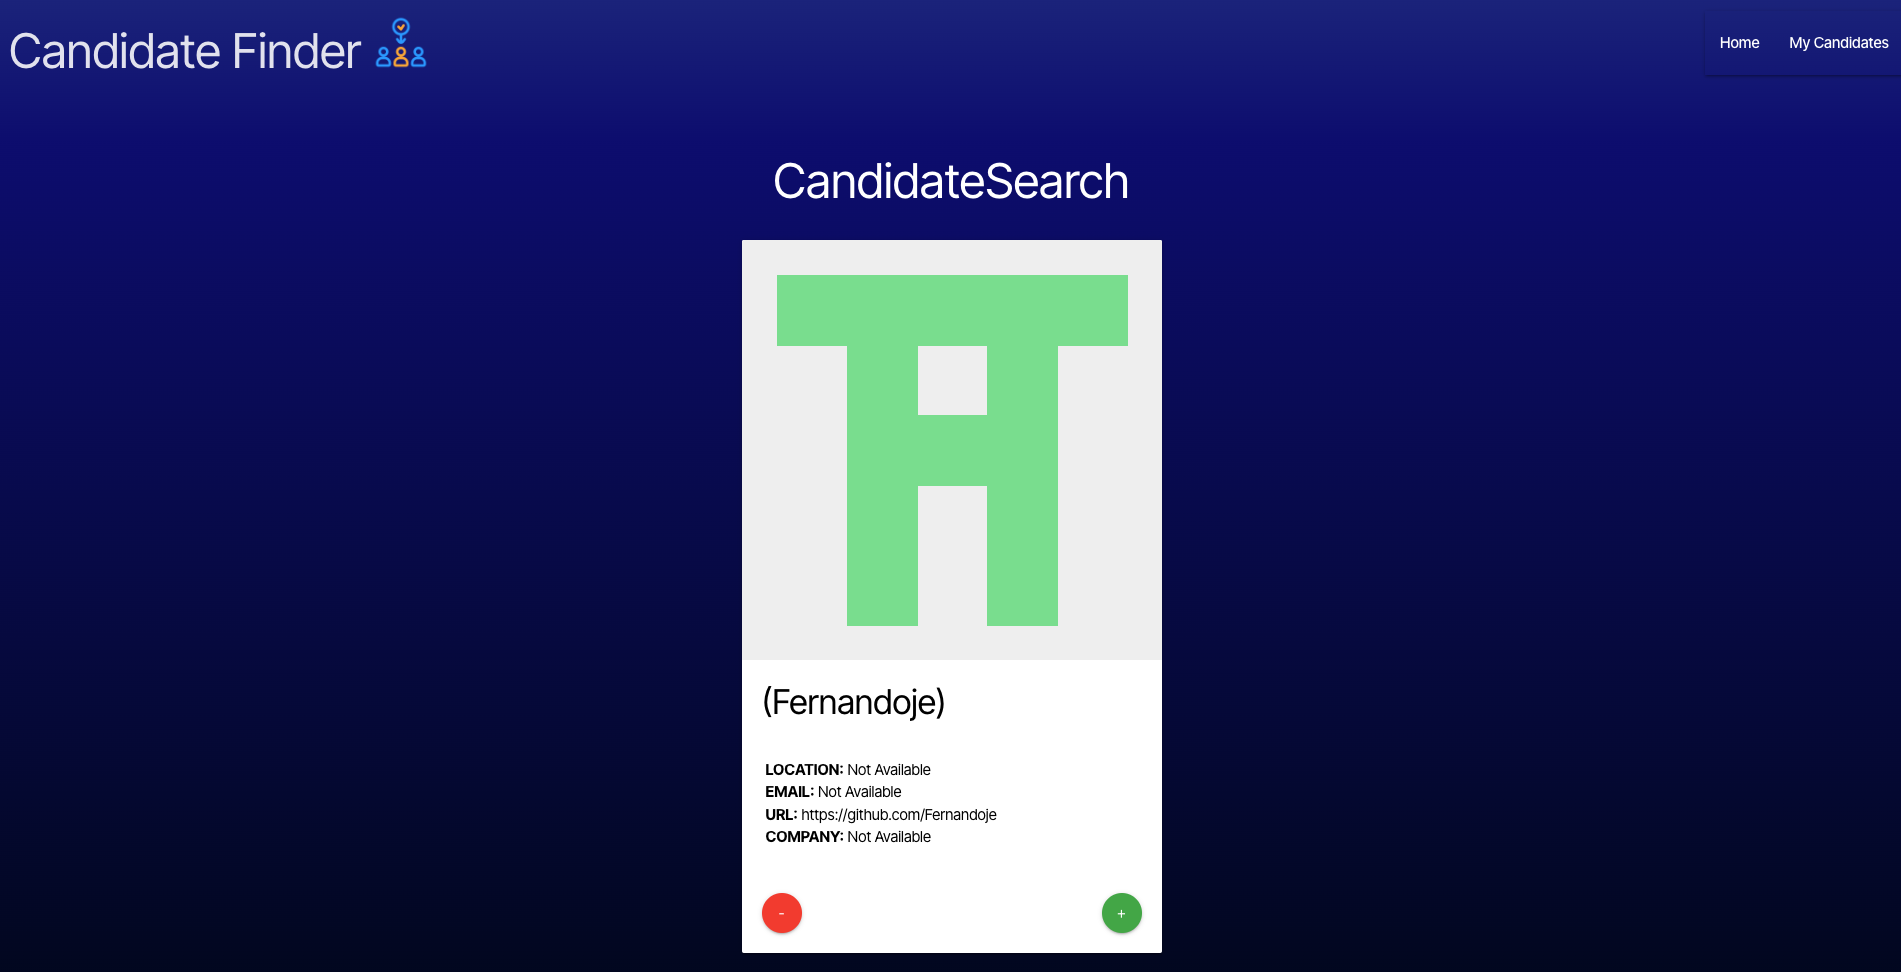 Candidate Finder
Home
My Candidates
CandidateSearch
(Fernandoje)
LOCATION: Not Available
EMAIL: Not Available
URL: https://github.com/Fernandoje
COMPANY: Not Available
-
+